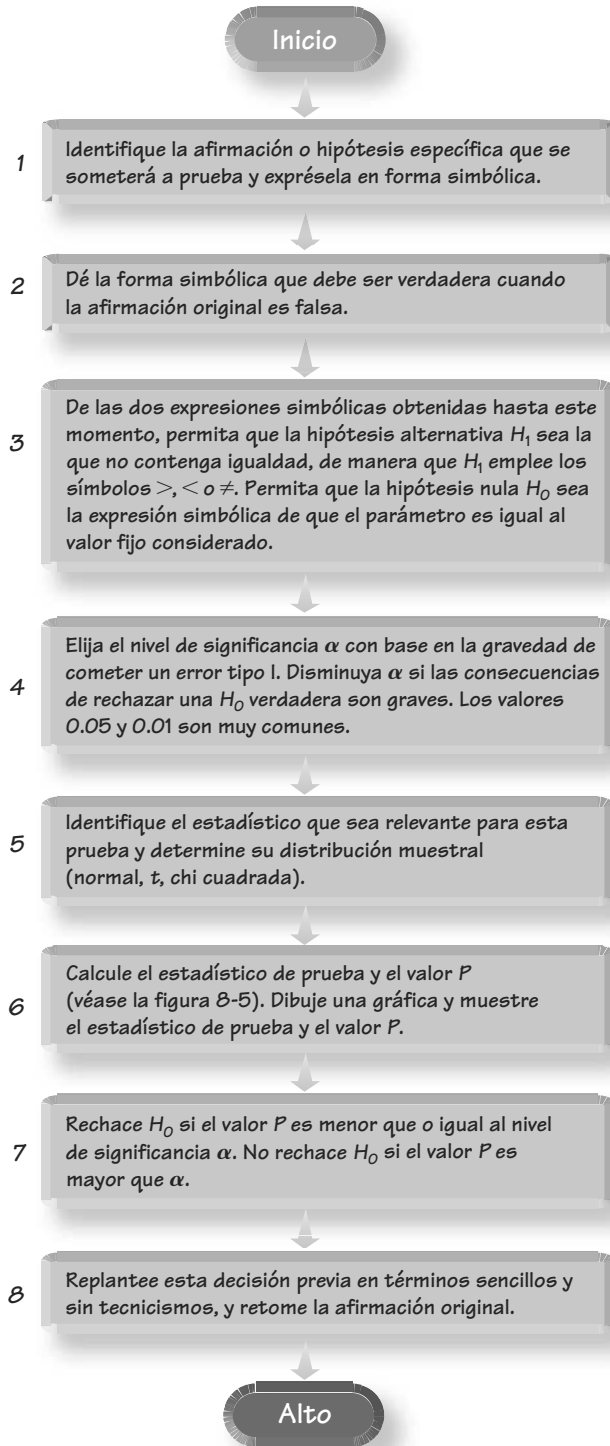 Inicio
1
Identifique la afirmación o hipótesis específica que se
someterá a prueba y exprésela en forma simbólica.
2
Dé la forma simbólica que debe ser verdadera cuando
la afirmación original es falsa.
3
De las dos expresiones simbólicas obtenidas hasta este
momento, permita que la hipótesis alternativa H₁ sea la
que no contenga igualdad, de manera que H₁ emplee los
símbolos >, < o ≠. Permita que la hipótesis nula H₀ sea
la expresión simbólica de que el parámetro es igual al
valor fijo considerado.
4
Elija el nivel de significancia α con base en la gravedad de
cometer un error tipo I. Disminuya α si las consecuencias
de rechazar una H₀ verdadera son graves. Los valores
0.05 y 0.01 son muy comunes.
5
Identifique el estadístico que sea relevante para esta
prueba y determine su distribución muestral
(normal, t, chi cuadrada).
6
Calcule el estadístico de prueba y el valor P
(véase la figura 8-5). Dibuje una gráfica y muestre
el estadístico de prueba y el valor P.
7
Rechace H₀ si el valor P es menor que o igual al nivel
de significancia α. No rechace H₀ si el valor P es
mayor que α.
8
Replantee esta decisión previa en términos sencillos y
sin tecnicismos, y retome la afirmación original.
Alto